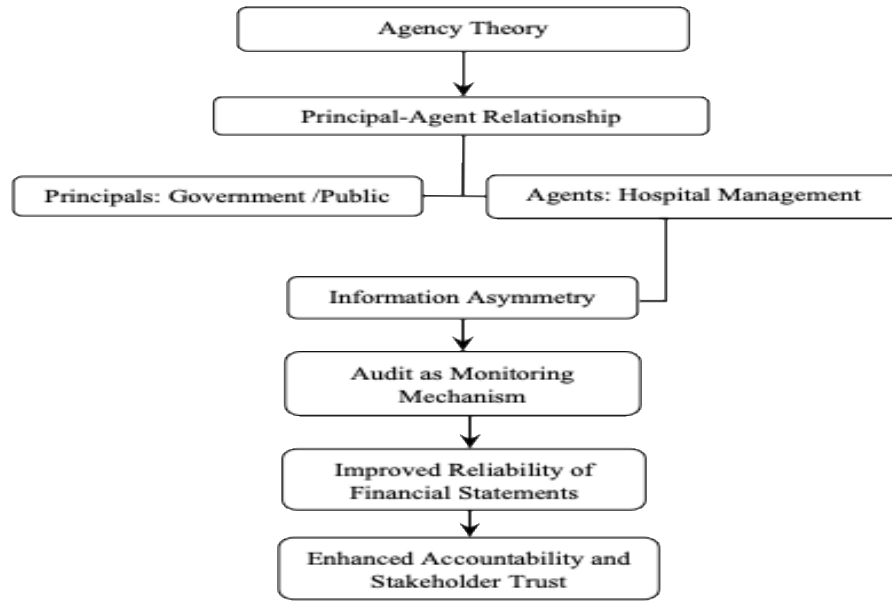 Agency Theory
Principal-Agent Relationship
Principals: Government /Public
Agents: Hospital Management
Information Asymmetry
Audit as Monitoring
Mechanism
Improved Reliability of
Financial Statements
Enhanced Accountability and
Stakeholder Trust